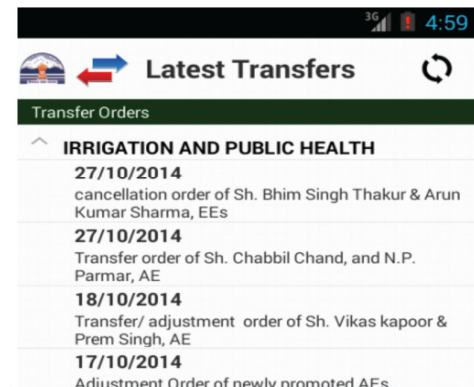 3G 4:59
Latest Transfers
Transfer Orders
IRRIGATION AND PUBLIC HEALTH
27/10/2014
cancellation order of Sh. Bhim Singh Thakur & Arun
Kumar Sharma, EEs
27/10/2014
Transfer order of Sh. Chabbil Chand, and N.P.
Parmar, AE
18/10/2014
Transfer/ adjustment order of Sh. Vikas kapoor &
Prem Singh, AE
17/10/2014
Adjustment Order of newly promoted AEs